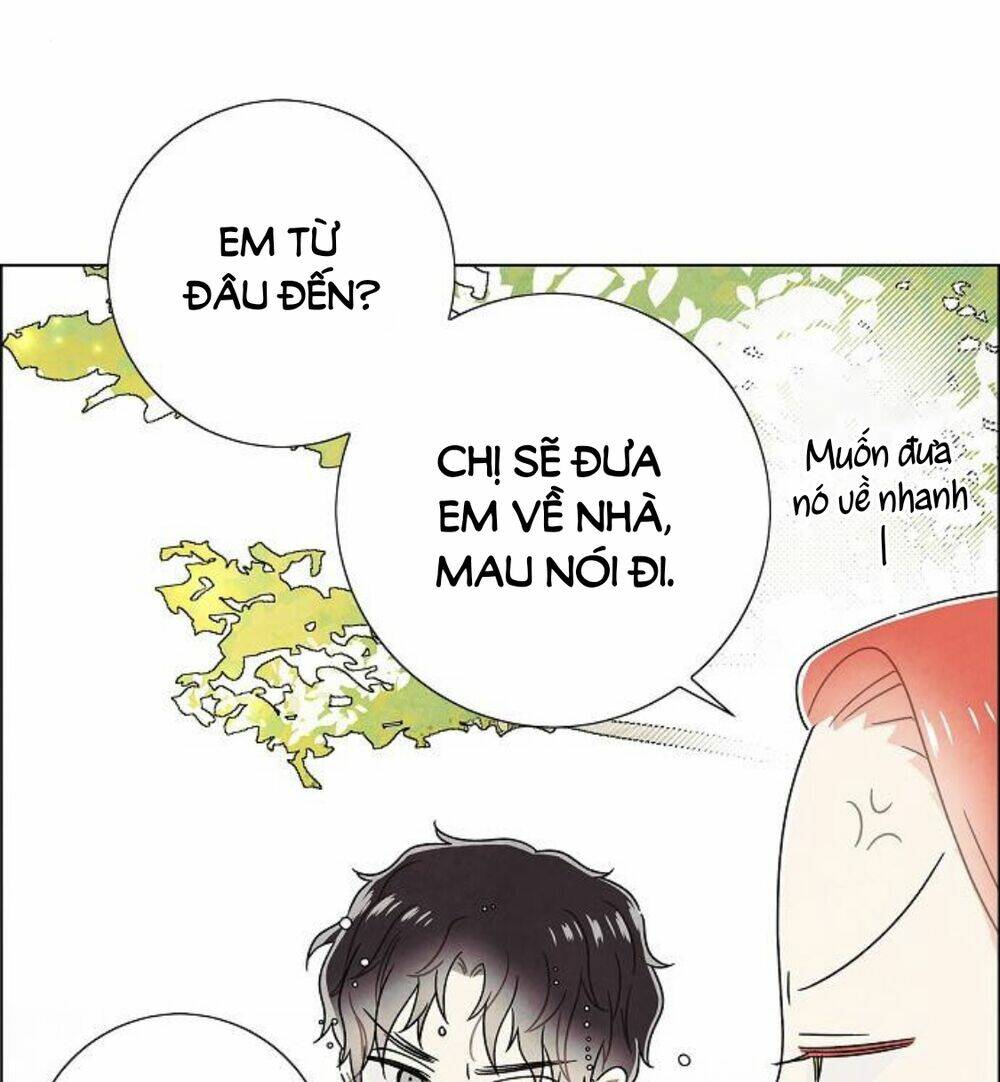 EM TỪ
ĐÂU ĐẾN?
CHỊ SẼ ĐƯA
EM VỀ NHÀ,
MAU NÓI ĐI.
Muốn đưa
nó về nhanh